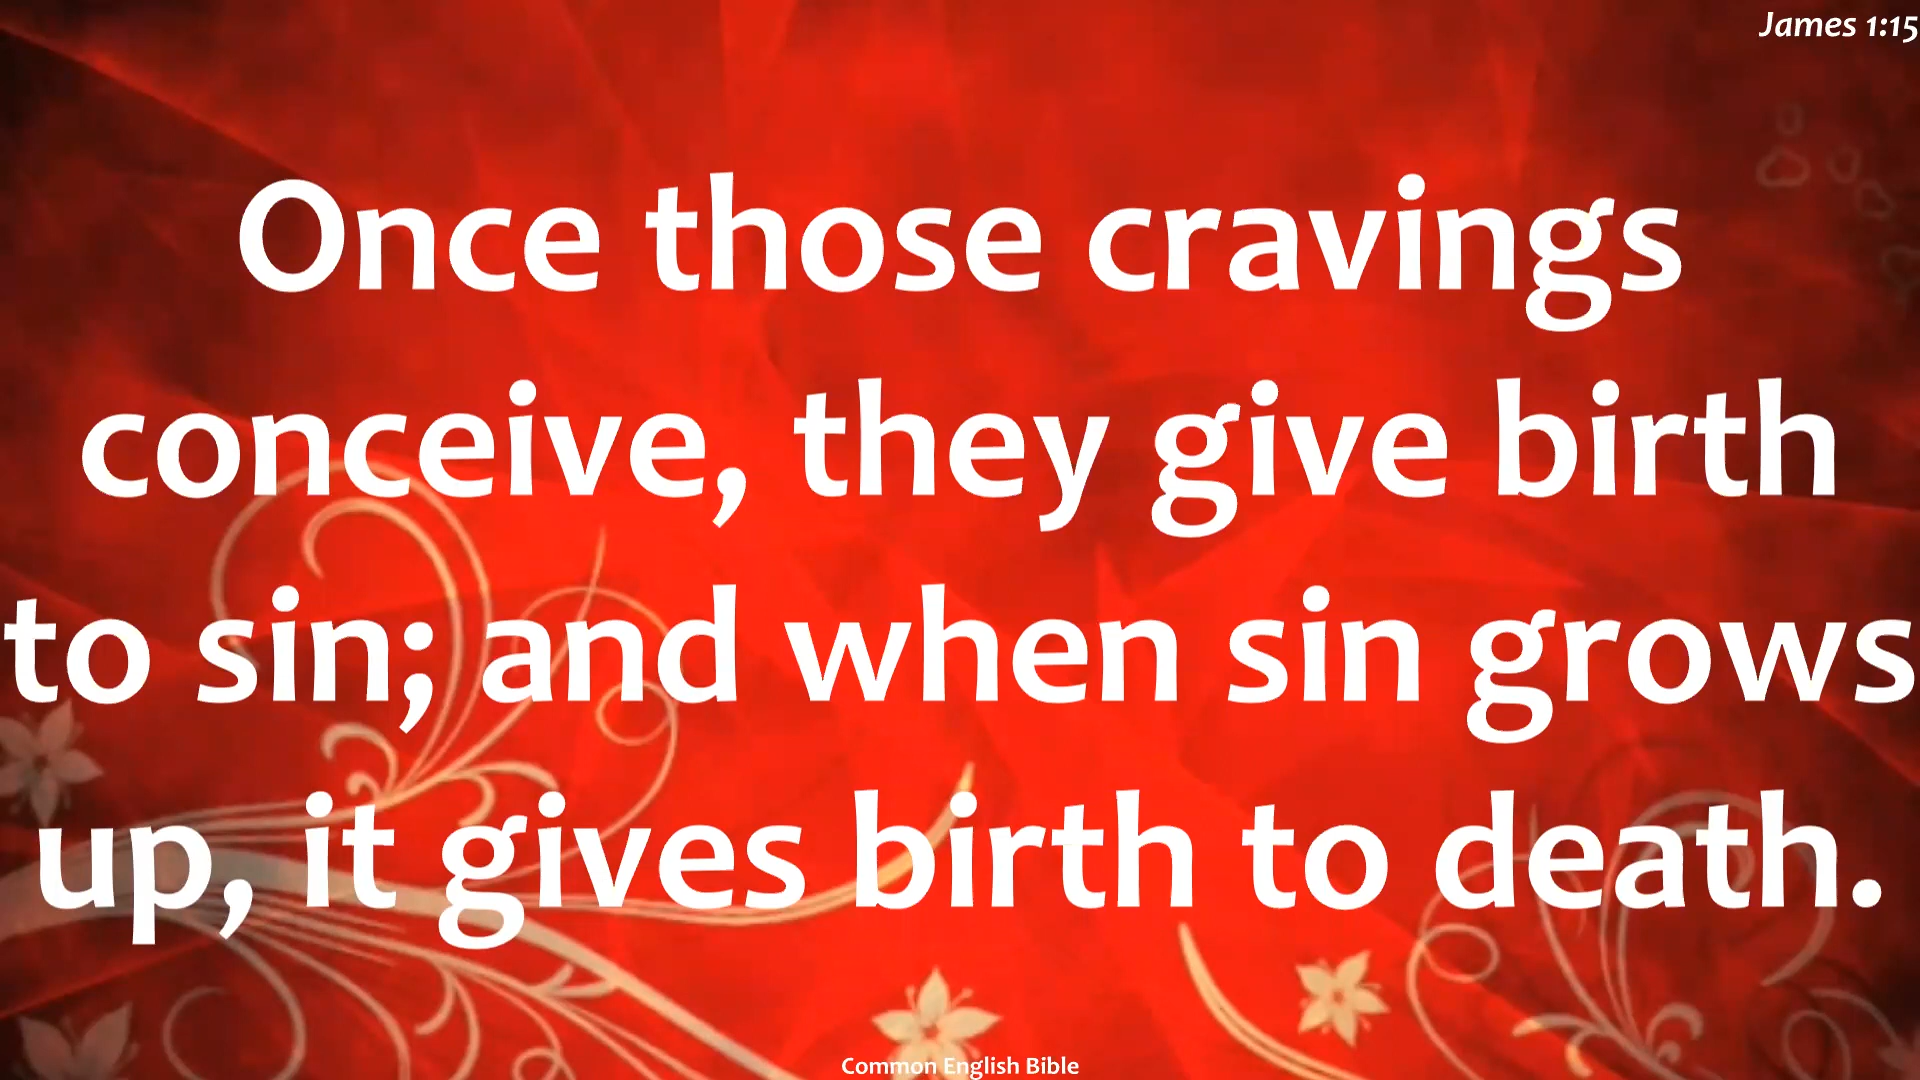 James 1:15
Once those cravings
conceive, they give birth
to sin; and when sin grows
up, it gives birth to death.
Common English Bible